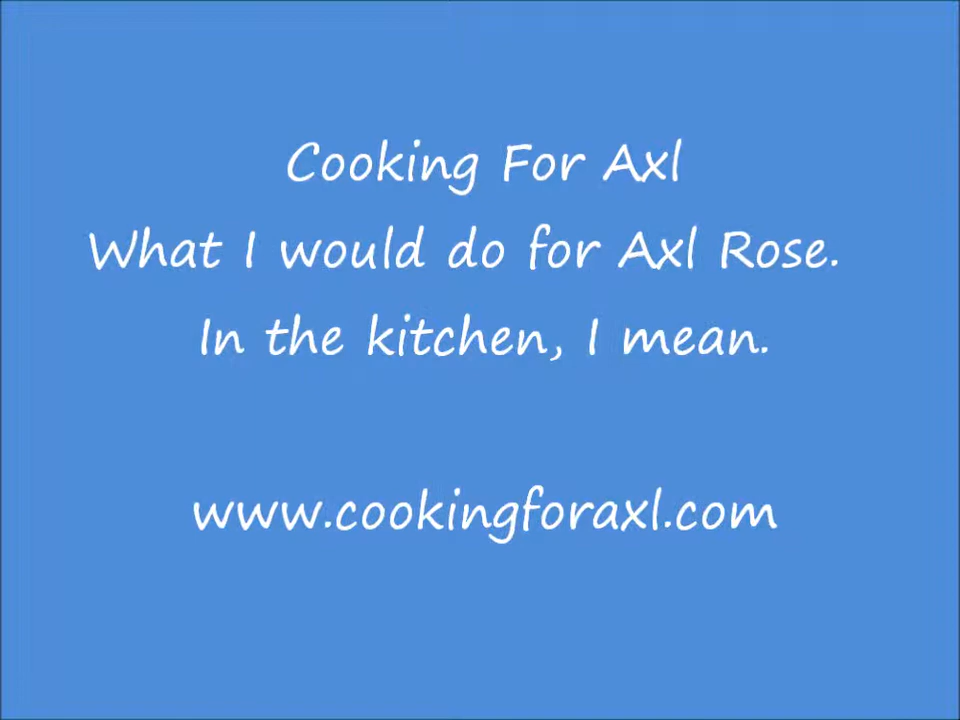 Cooking For Axl
What I would do for Axl Rose.
In the kitchen, I mean.
www.cookingforaxl.com